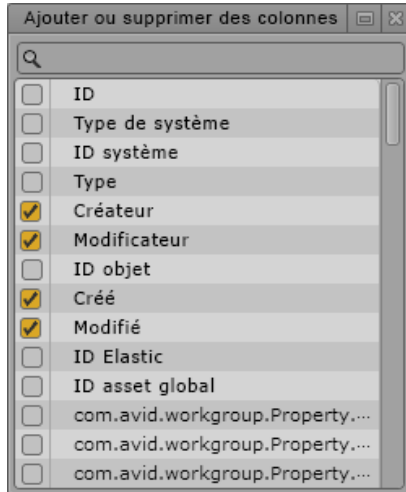 Ajouter ou supprimer des colonnes
ID
Type de système
ID système
Type
Créateur
Modificateur
ID objet
Créé
Modifié
ID Elastic
ID asset global
com.avid.workgroup.Property.···
com.avid.workgroup.Property.···
com.avid.workgroup.Property.···